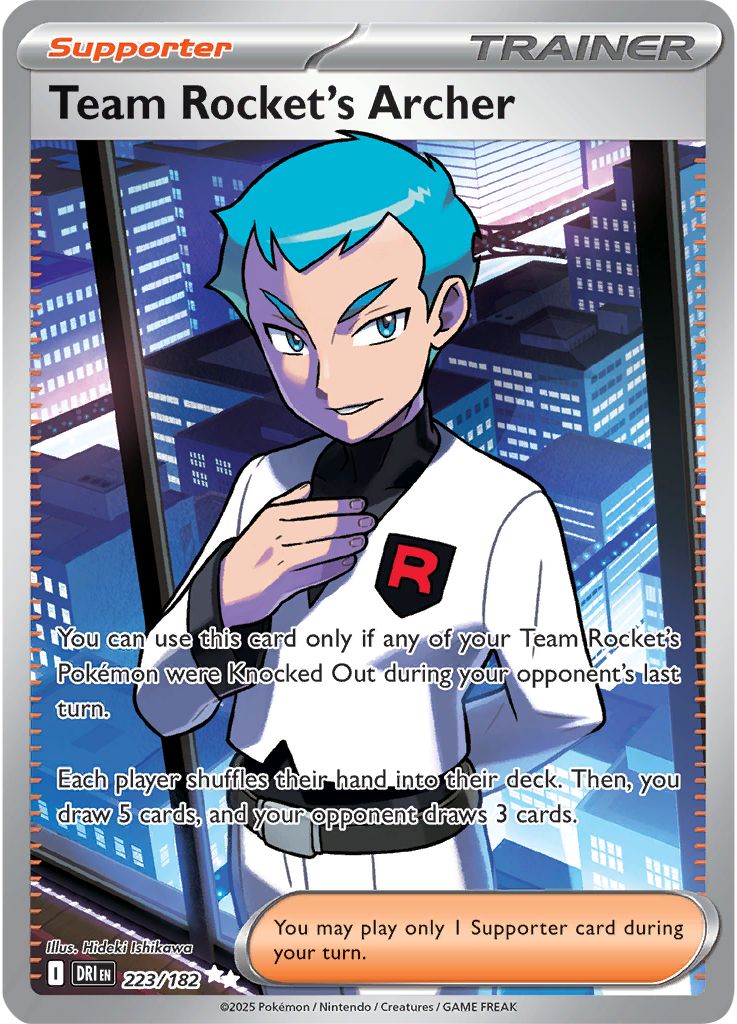 Supporter
TRAINER
Team Rocket's Archer
R
You can use this card only if any of your Team Rocket's
Pokémon were Knocked Out during your opponent's last
turn.
Each player shuffles their hand into their deck. Then, you
draw 5 cards, and your opponent draws 3 cards.
You may play only 1 Supporter card during
your turn.
Illus. Hideki Ishikawa
I DRI EN 223/182
©2025 Pokémon / Nintendo / Creatures / GAME FREAK